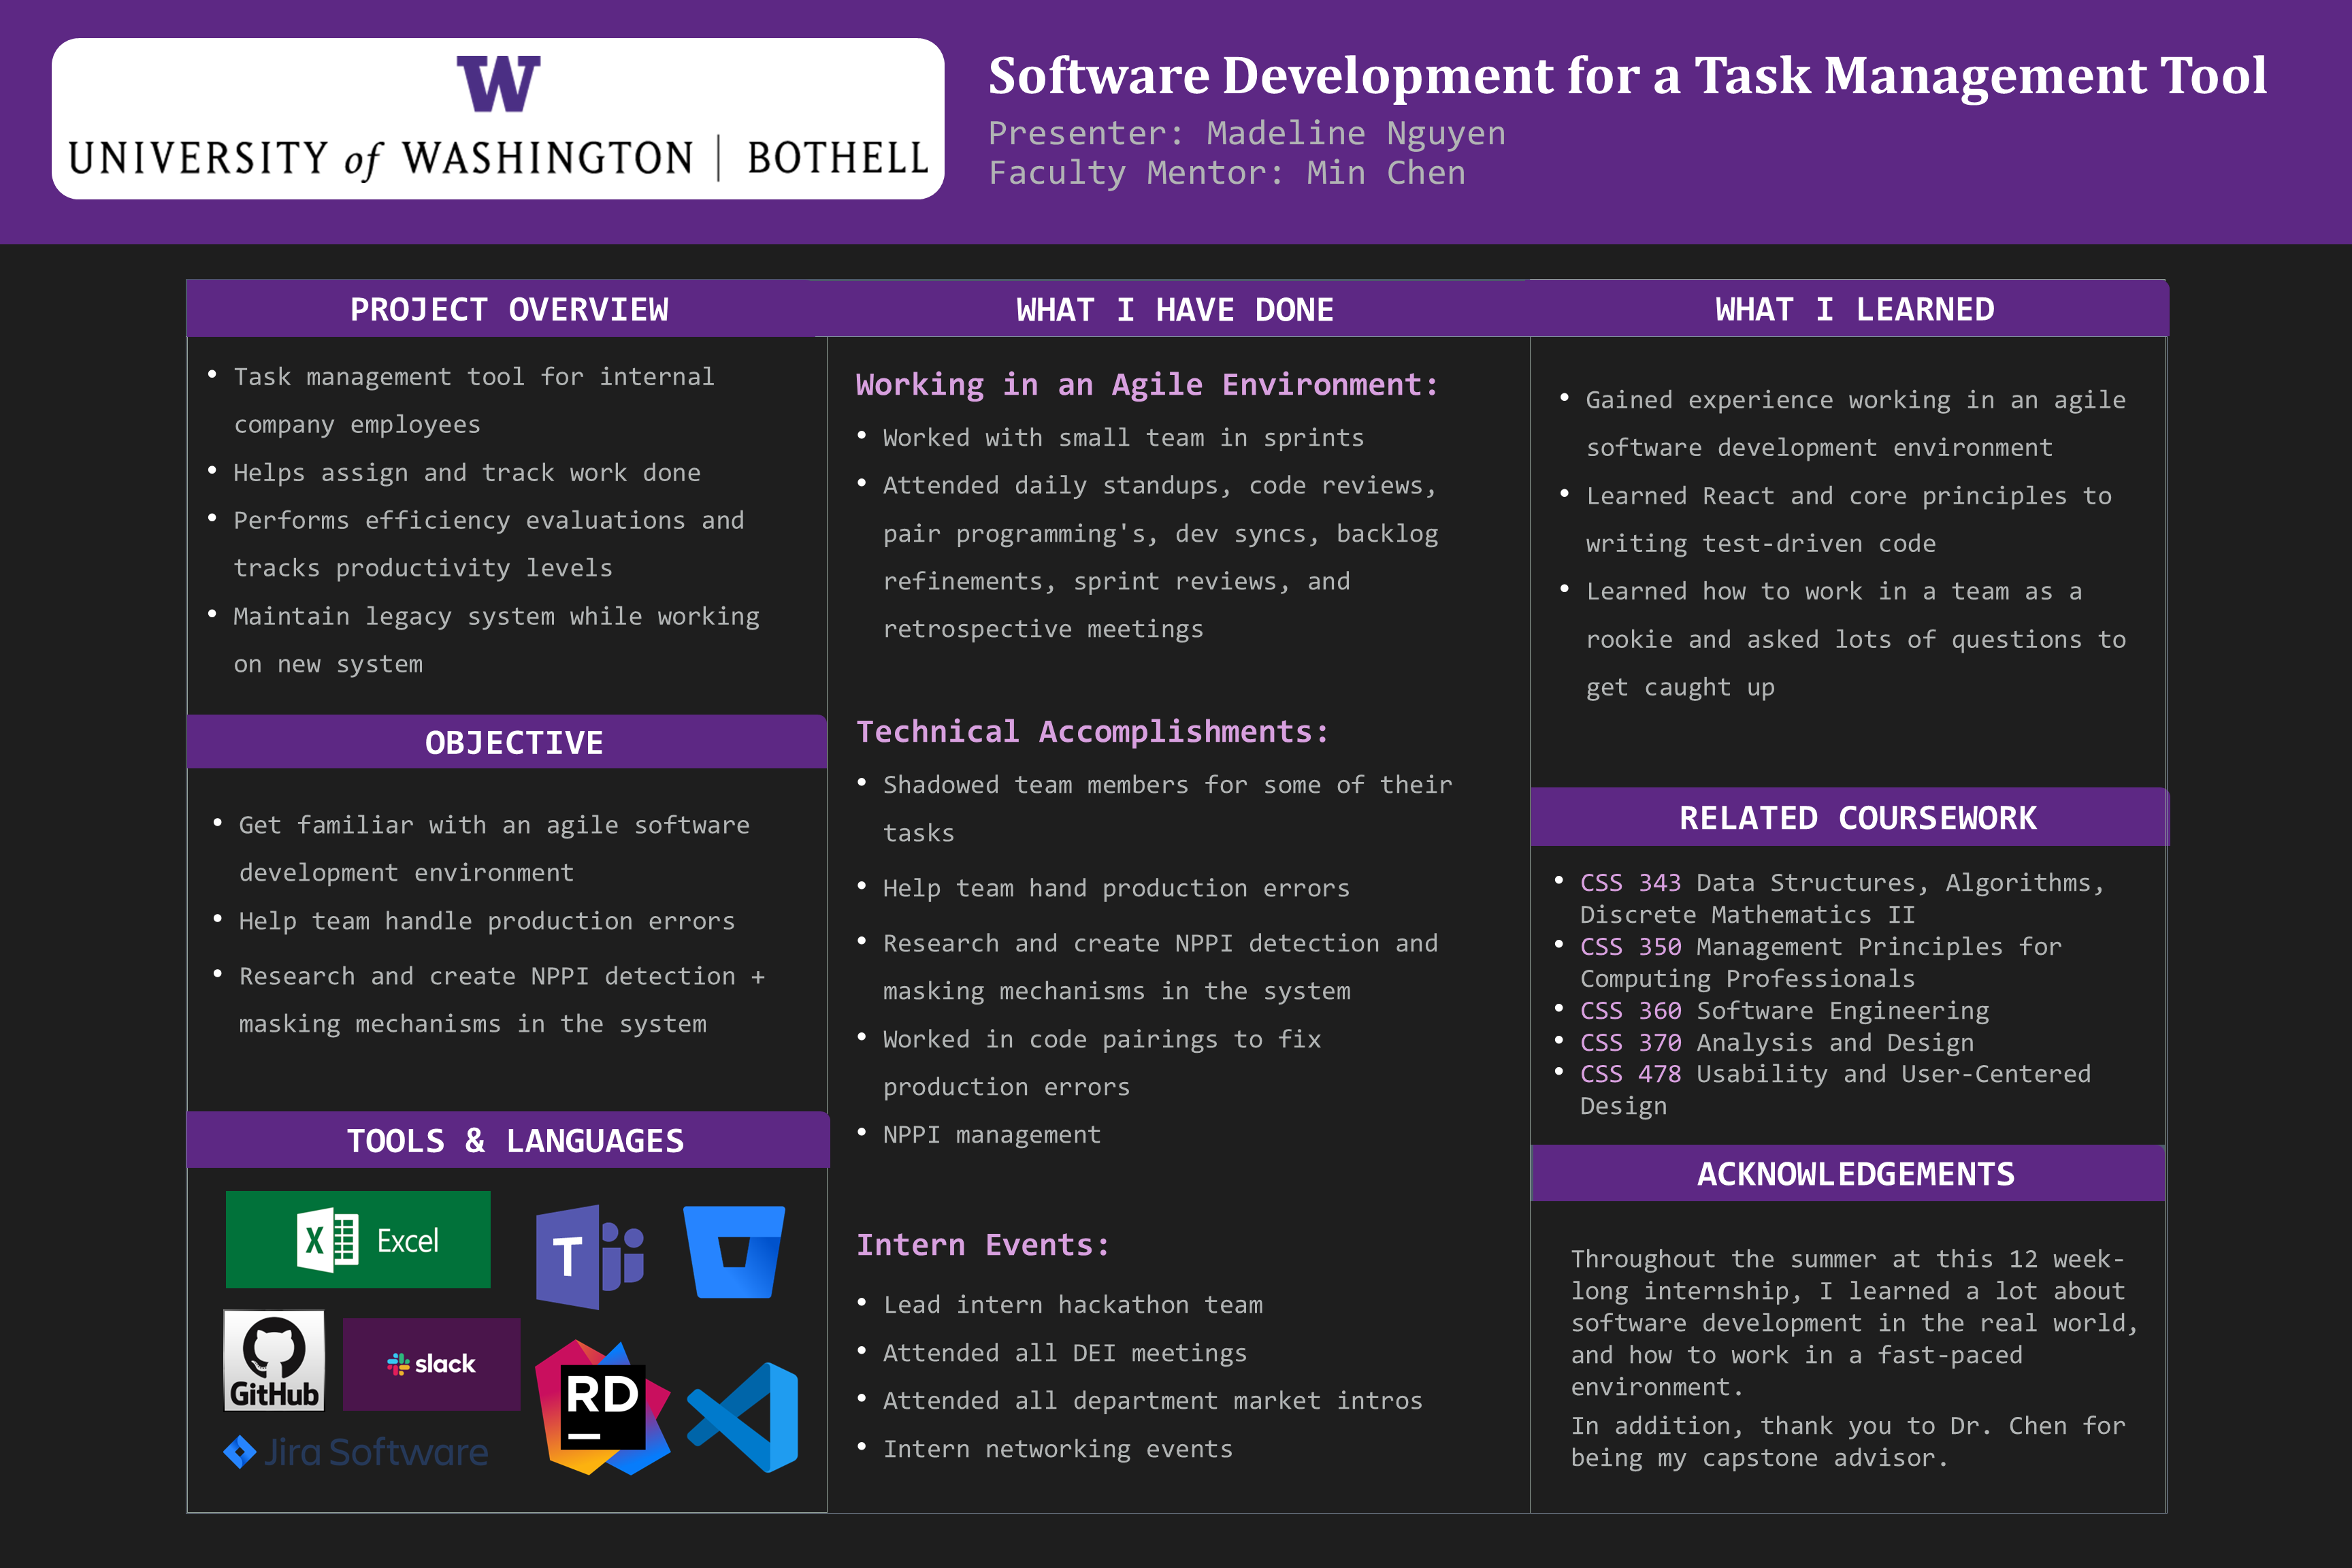 W
UNIVERSITY of WASHINGTON | BOTHELL
Software Development for a Task Management Tool
Presenter: Madeline Nguyen
Faculty Mentor: Min Chen
PROJECT OVERVIEW
• Task management tool for internal
company employees
• Helps assign and track work done
• Performs efficiency evaluations and
tracks productivity levels
• Maintain legacy system while working
on new system
OBJECTIVE
• Get familiar with an agile software
development environment
• Help team handle production errors
• Research and create NPPI detection +
masking mechanisms in the system
TOOLS & LANGUAGES
X Excel
T
GitHub
slack
RD
Jira Software
WHAT I HAVE DONE
Working in an Agile Environment:
• Worked with small team in sprints
• Attended daily standups, code reviews,
pair programming's, dev syncs, backlog
refinements, sprint reviews, and
retrospective meetings
Technical Accomplishments:
• Shadowed team members for some of their
tasks
• Help team hand production errors
• Research and create NPPI detection and
masking mechanisms in the system
• Worked in code pairings to fix
production errors
• NPPI management
Intern Events:
• Lead intern hackathon team
• Attended all DEI meetings
• Attended all department market intros
• Intern networking events
WHAT I LEARNED
• Gained experience working in an agile
software development environment
• Learned React and core principles to
writing test-driven code
• Learned how to work in a team as a
rookie and asked lots of questions to
get caught up
RELATED COURSEWORK
• CSS 343 Data Structures, Algorithms,
Discrete Mathematics II
• CSS 350 Management Principles for
Computing Professionals
• CSS 360 Software Engineering
• CSS 370 Analysis and Design
• CSS 478 Usability and User-Centered
Design
ACKNOWLEDGEMENTS
Throughout the summer at this 12 week-
long internship, I learned a lot about
software development in the real world,
and how to work in a fast-paced
environment.
In addition, thank you to Dr. Chen for
being my capstone advisor.